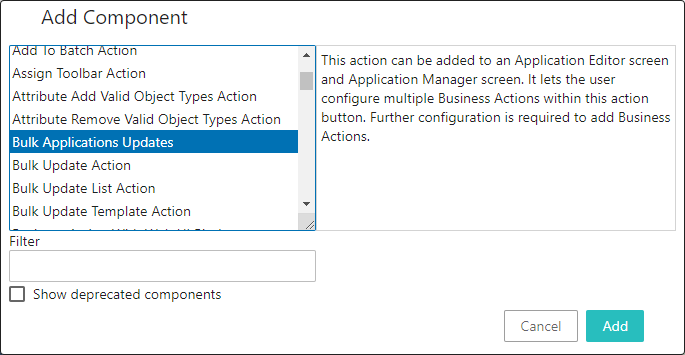 Add Component
Add To Batch Action
Assign Toolbar Action
Attribute Add Valid Object Types Action
Attribute Remove Valid Object Types Action
Bulk Applications Updates
Bulk Update Action
Bulk Update List Action
Bulk Update Template Action
This action can be added to an Application Editor screen
and Application Manager screen. It lets the user
configure multiple Business Actions within this action
button. Further configuration is required to add Business
Actions.
Filter
Show deprecated components
Cancel
Add